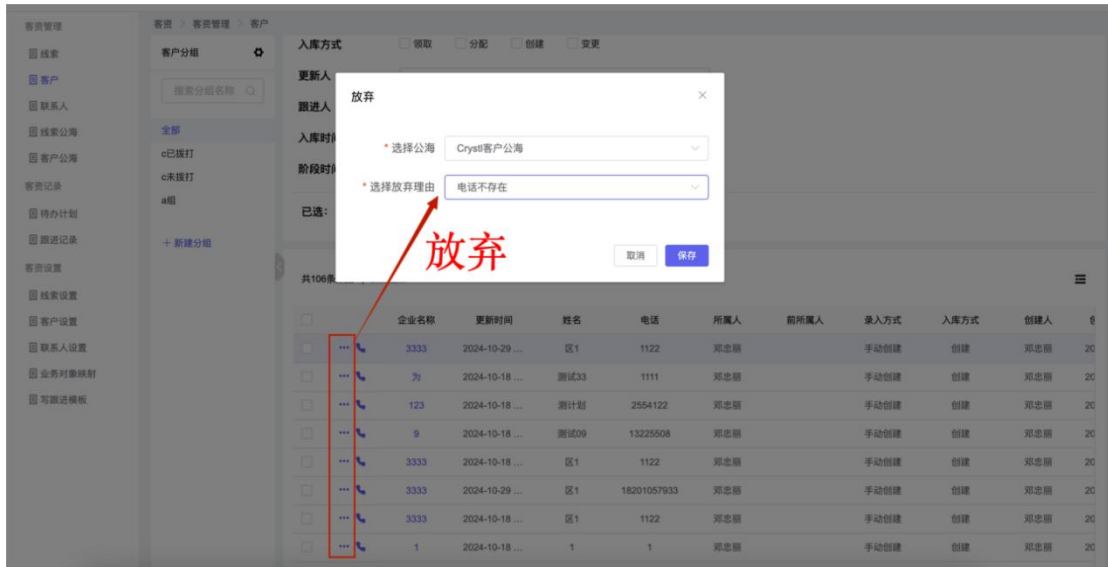 客资管理
线索
客户
联系人
线索公海
客户公海
客资记录
待办计划
跟进记录
客资设置
线索设置
客户设置
联系人设置
业务对象映射
写跟进模板
客资 > 客资管理 > 客户
客户分组
搜索分组名称
全部
c已拨打
c未拨打
a组
+ 新建分组
入库方式 领取 分配 创建 变更
更新人
跟进人
入库时间
阶段时间
已选:
放弃
* 选择公海 Crystl客户公海
* 选择放弃理由 电话不存在
放弃
取消 保存
共106条
企业名称 更新时间 姓名 电话 所属人 前所属人 录入方式 入库方式 创建人
3333 2024-10-29 ... 区1 1122 邓忠丽 手动创建 创建 邓忠丽 20
为 2024-10-18 ... 测试33 1111 邓忠丽 手动创建 创建 邓忠丽 20
123 2024-10-18 ... 测计划 2554122 邓忠丽 手动创建 创建 邓忠丽 20
9 2024-10-18 ... 测试09 13225508 邓忠丽 手动创建 创建 邓忠丽 20
3333 2024-10-18 ... 区1 1122 邓忠丽 手动创建 创建 邓忠丽 20
3333 2024-10-29 ... 区1 18201057933 邓忠丽 手动创建 创建 邓忠丽 20
3333 2024-10-18 ... 区1 1122 邓忠丽 手动创建 创建 邓忠丽 20
1 2024-10-18 ... 1 1 邓忠丽 手动创建 创建 邓忠丽 20